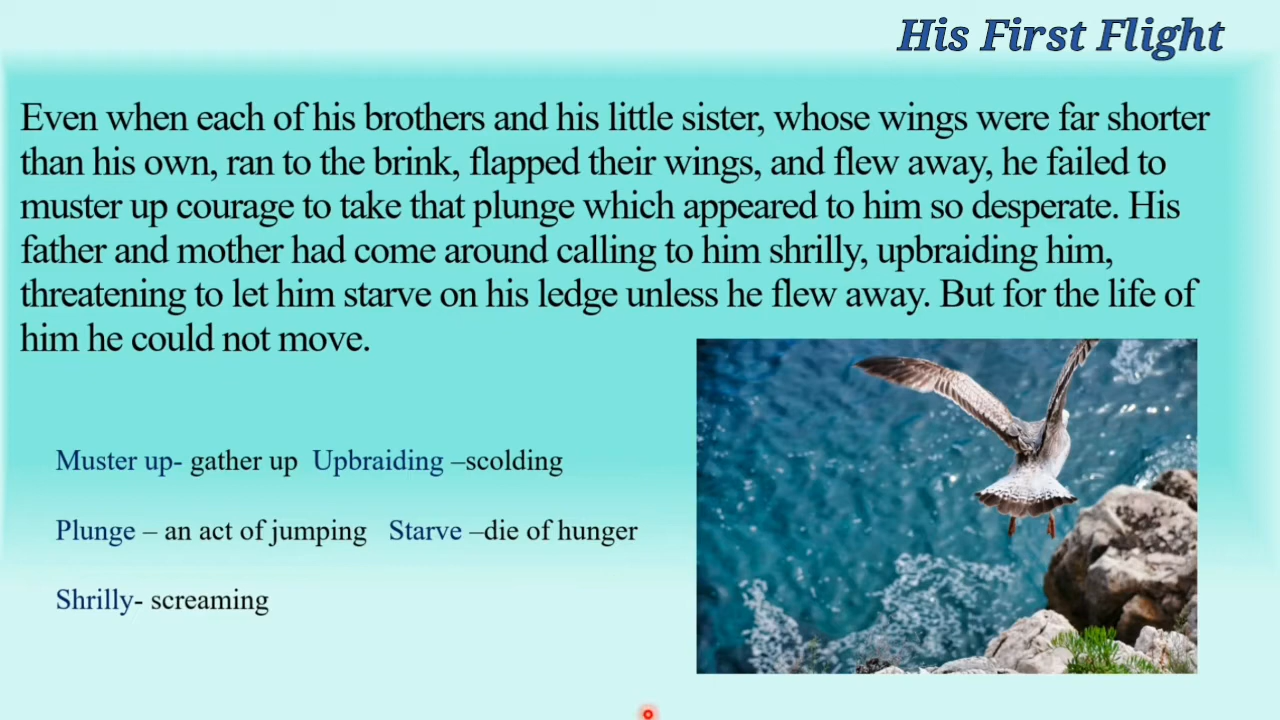 His First Flight
Even when each of his brothers and his little sister, whose wings were far shorter
than his own, ran to the brink, flapped their wings, and flew away, he failed to
muster up courage to take that plunge which appeared to him so desperate. His
father and mother had come around calling to him shrilly, upbraiding him,
threatening to let him starve on his ledge unless he flew away. But for the life of
him he could not move.
Muster up- gather up Upbraiding –scolding
Plunge – an act of jumping Starve –die of hunger
Shrilly- screaming